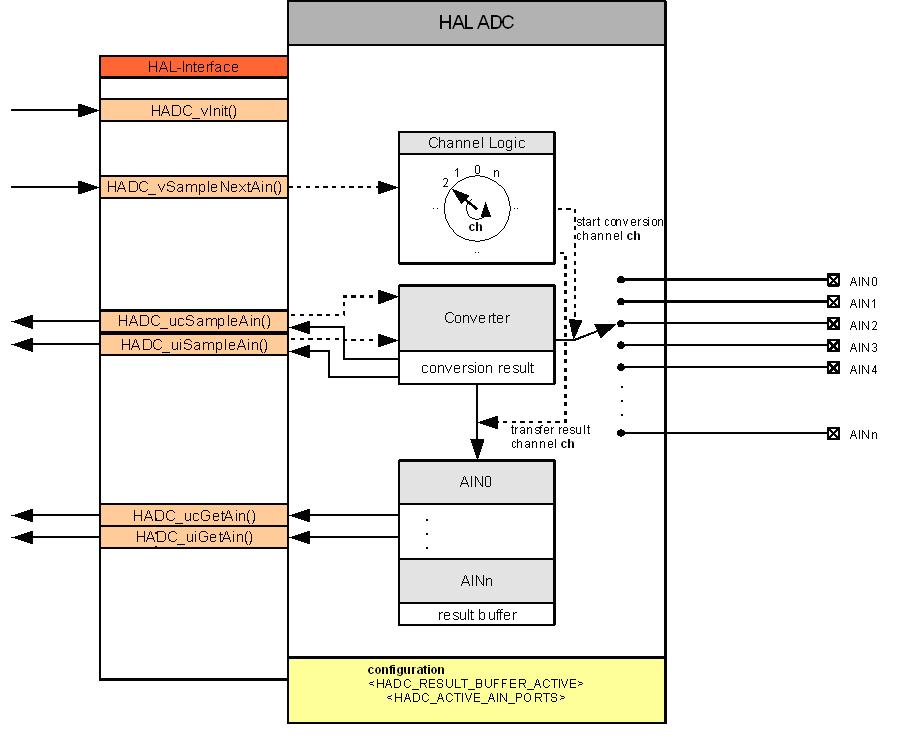 HAL ADC
HAL-Interface
HADC_vInit()
HADC_vSampleNextAin()
Channel Logic
0
1
n
2
..
..
ch
..
start conversion
channel ch
HADC_ucSampleAin()
HADC_uiSampleAin()
Converter
conversion result
AIN0
AIN1
AIN2
AIN3
AIN4
AINn
transfer result
channel ch
HADC_ucGetAin()
HADC_uiGetAin()
AIN0
AINn
result buffer
configuration
<HADC_RESULT_BUFFER_ACTIVE>
<HADC_ACTIVE_AIN_PORTS>